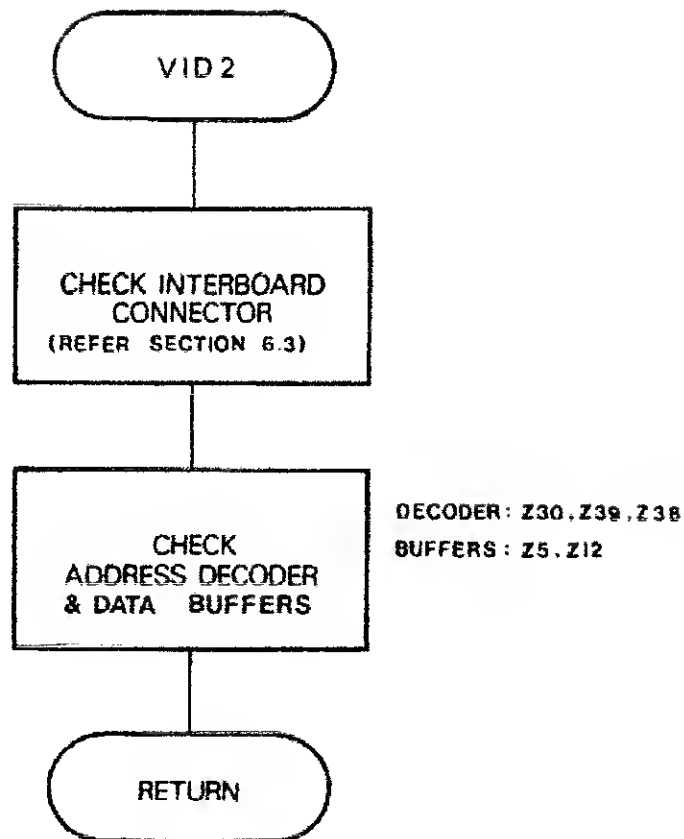 VID 2
CHECK INTERBOARD
CONNECTOR
(REFER SECTION 6.3)
CHECK
ADDRESS DECODER
& DATA BUFFERS
DECODER: Z30, Z39, Z38
BUFFERS: Z5, Z12
RETURN